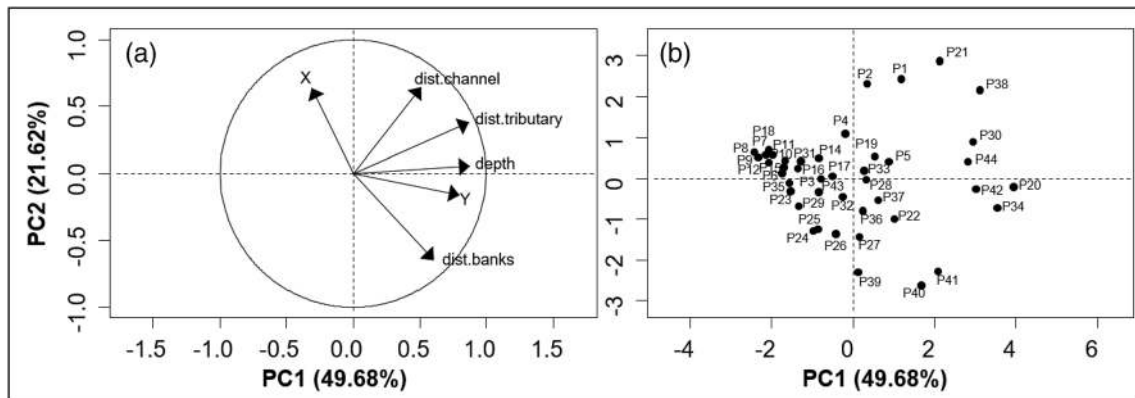 (a)
X
dist.channel
dist.tributary
depth
Y
dist.banks
PC2 (21.62%)
1.0
0.5
0.0
-0.5
-1.0
-1.5 -1.0 -0.5 0.0 0.5 1.0 1.5
PC1 (49.68%)
(b)
P21
P2 P1
P38
P4
P30
P18
P7 P11
P8 P10 P31 P14 P19
P9 P5 P44
P12 P15 P16 P17 P33
P6 P3 P28
P35 P43 P42 P20
P23 P37
P29 P32 P34
P25 P36 P22
P24 P26 P27
P39 P41
P40
3
2
1
0
-1
-2
-3
-4 -2 0 2 4 6
PC1 (49.68%)